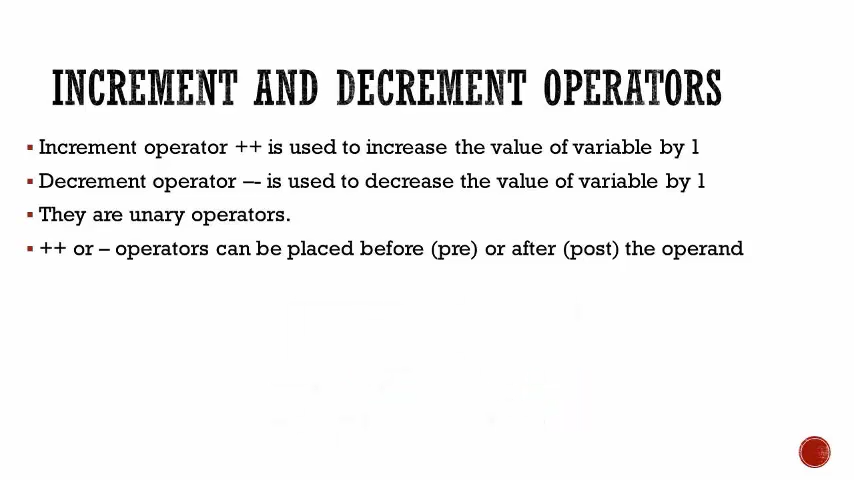 INCREMENT AND DECREMENT OPERATORS
▪ Increment operator ++ is used to increase the value of variable by 1
▪ Decrement operator –- is used to decrease the value of variable by 1
▪ They are unary operators.
▪ ++ or – operators can be placed before (pre) or after (post) the operand